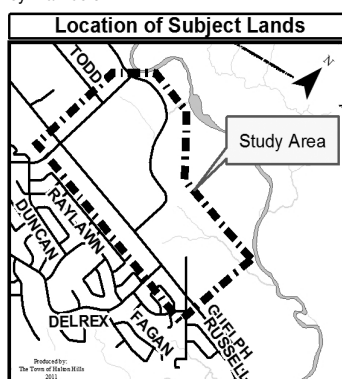 Location of Subject Lands
TODD
N
Study Area
RAYLAWN
DUNCAN
DELREX
FAGAN
GUELPH
RUSSELL
Produced by:
The Town of Halton Hills
2011